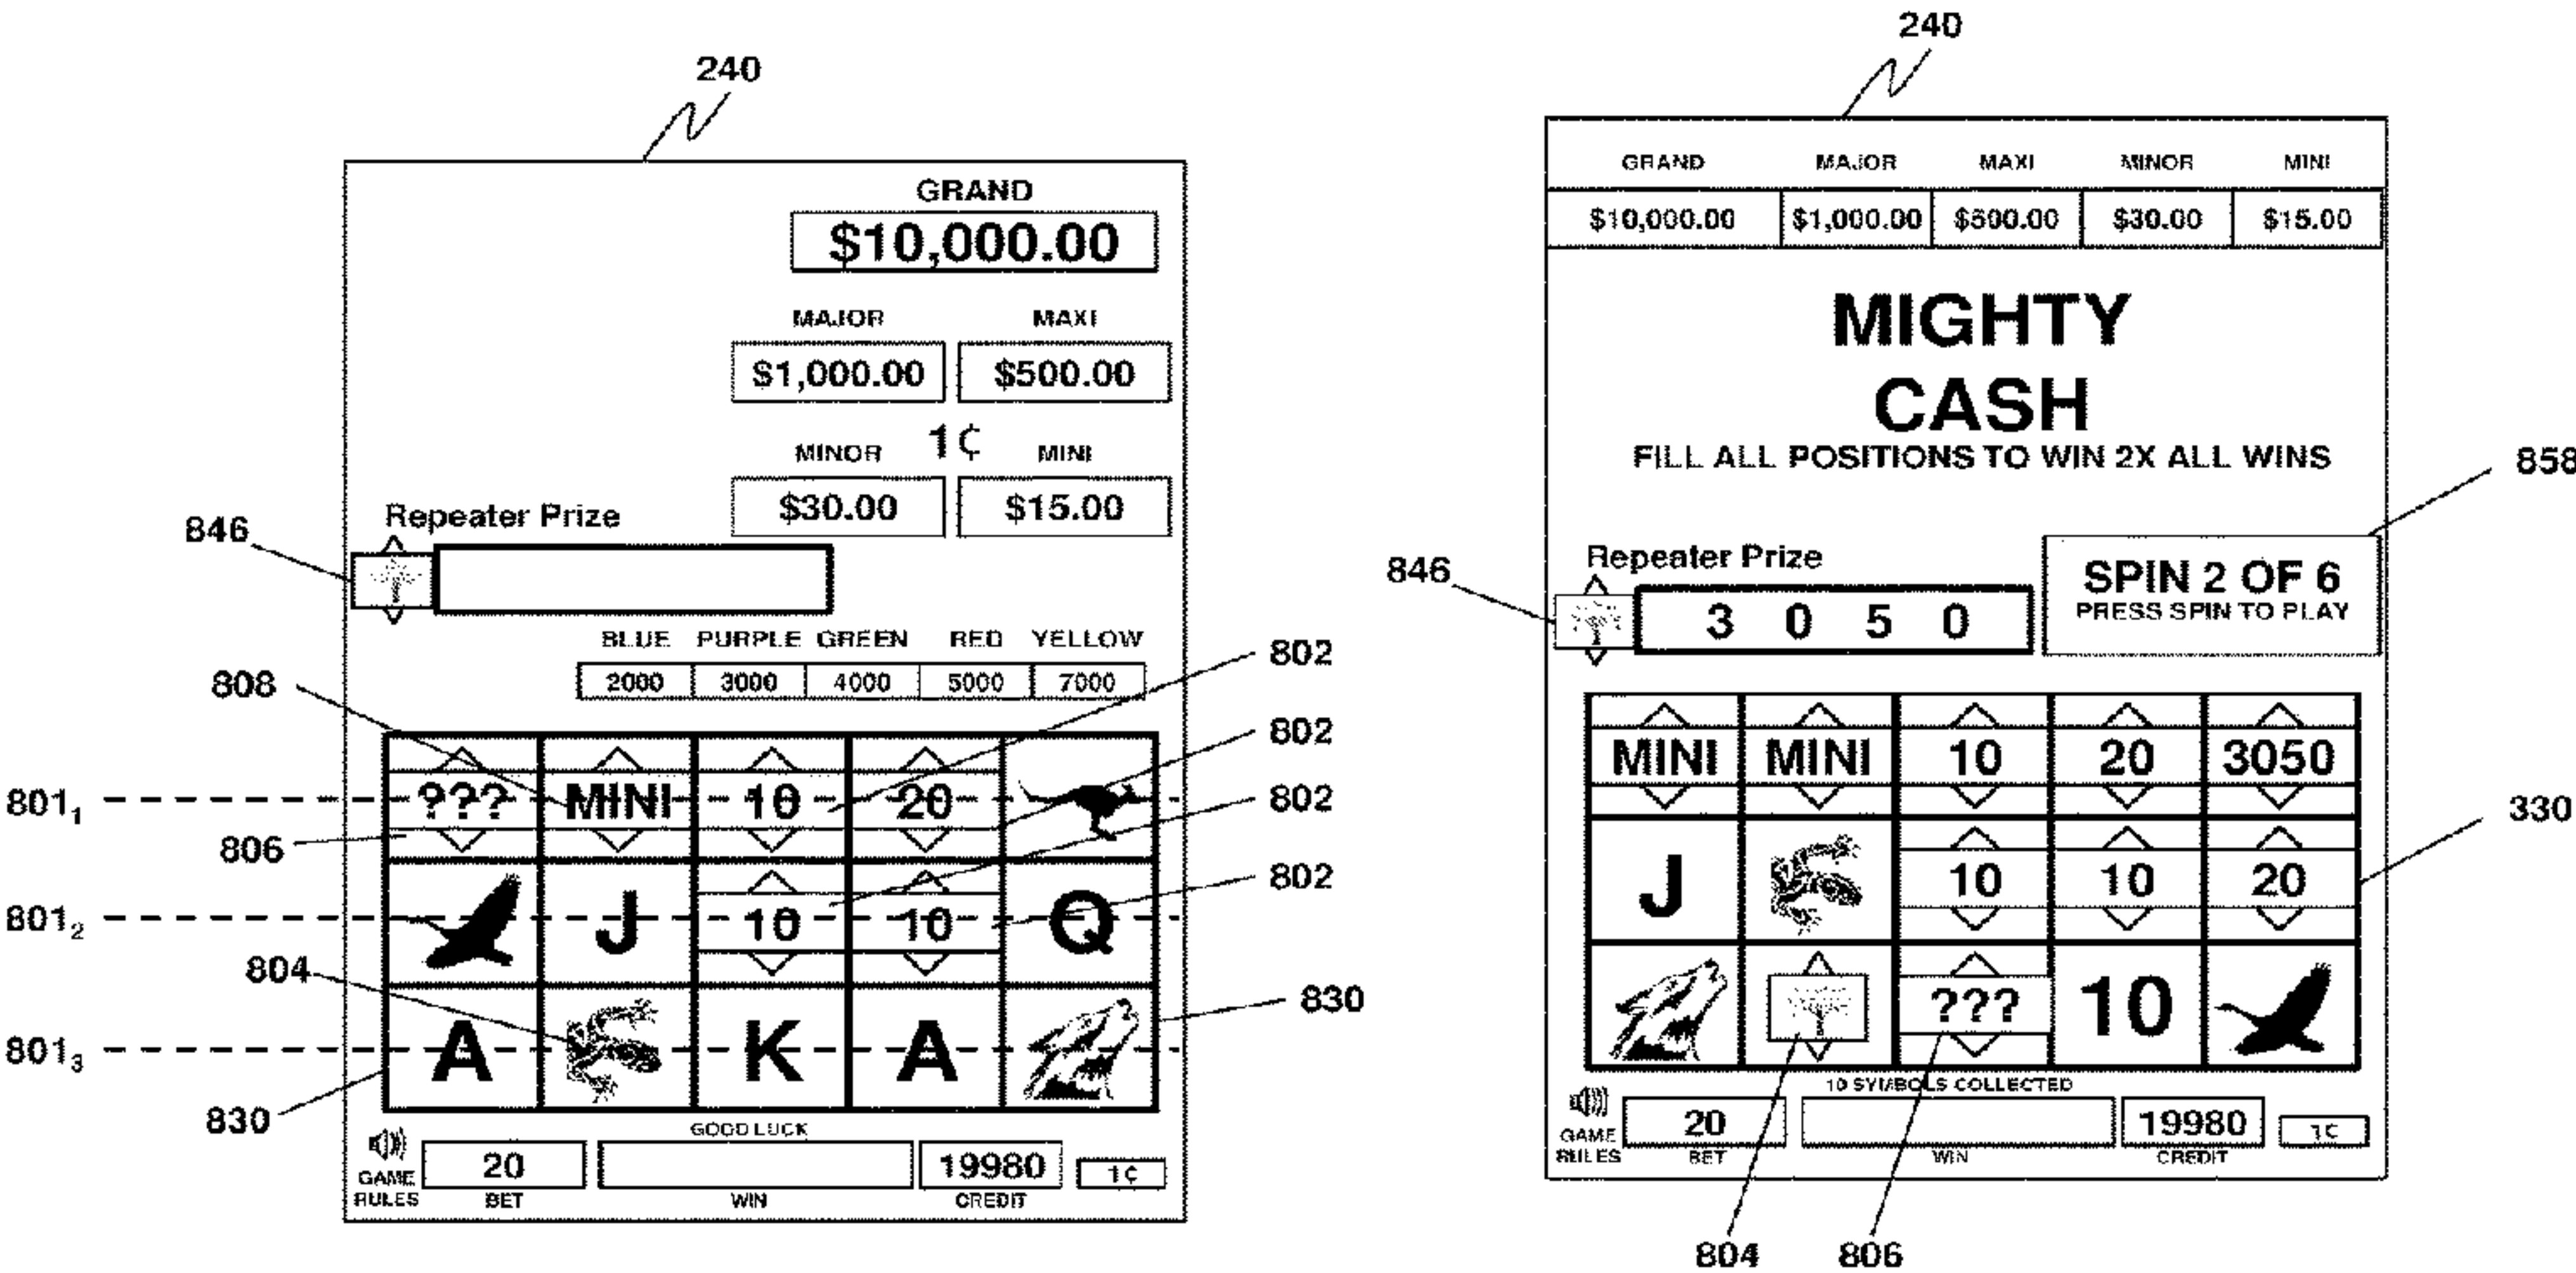 240
GRAND
$10,000.00
MAJOR MAXI
$1,000.00 $500.00
1¢
MINOR MINI
$30.00 $15.00
846
Repeater Prize
BLUE PURPLE GREEN RED YELLOW
2000 3000 4000 5000 7000
802
808
802
801₁ ??? MINI 10 20
802
806
802
801₂ J 10 10 Q
804
830
801₃ A K A
830
GOOD LUCK
20 19980 1¢
GAME RULES BET WIN CREDIT
240
GRAND MAJOR MAXI MINOR MINI
$10,000.00 $1,000.00 $500.00 $30.00 $15.00
MIGHTY
CASH
FILL ALL POSITIONS TO WIN 2X ALL WINS
858
846
Repeater Prize
3 0 5 0
SPIN 2 OF 6
PRESS SPIN TO PLAY
MINI MINI 10 20 3050
330
J 10 10 20
??? 10
10 SYMBOLS COLLECTED
20 19980 1¢
GAME RULES BET WIN CREDIT
804 806